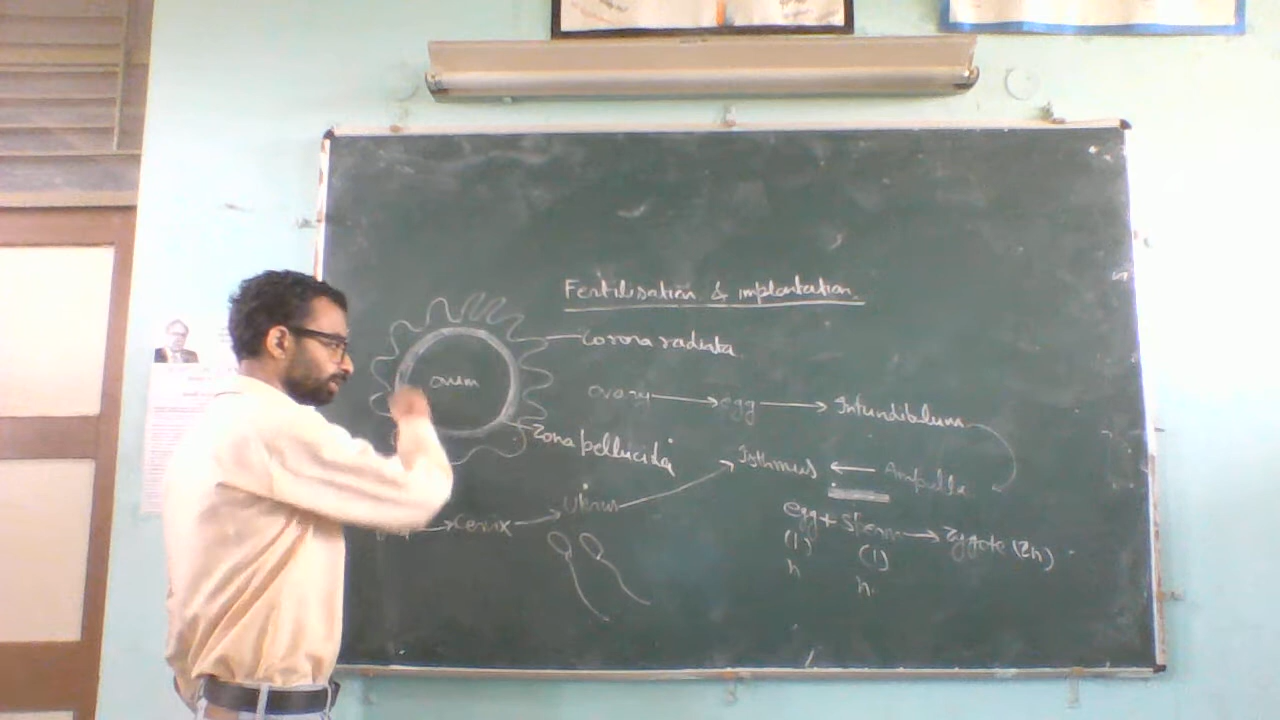 Fertilisation & implantation.
Corona radiata
ovum
ovary → egg → Infundibulum
Zona pellucida
Isthmus ← Ampulla
→ Cervix → Uterus
egg + Sperm → Zygote (2n)
(1) (1)
n n.